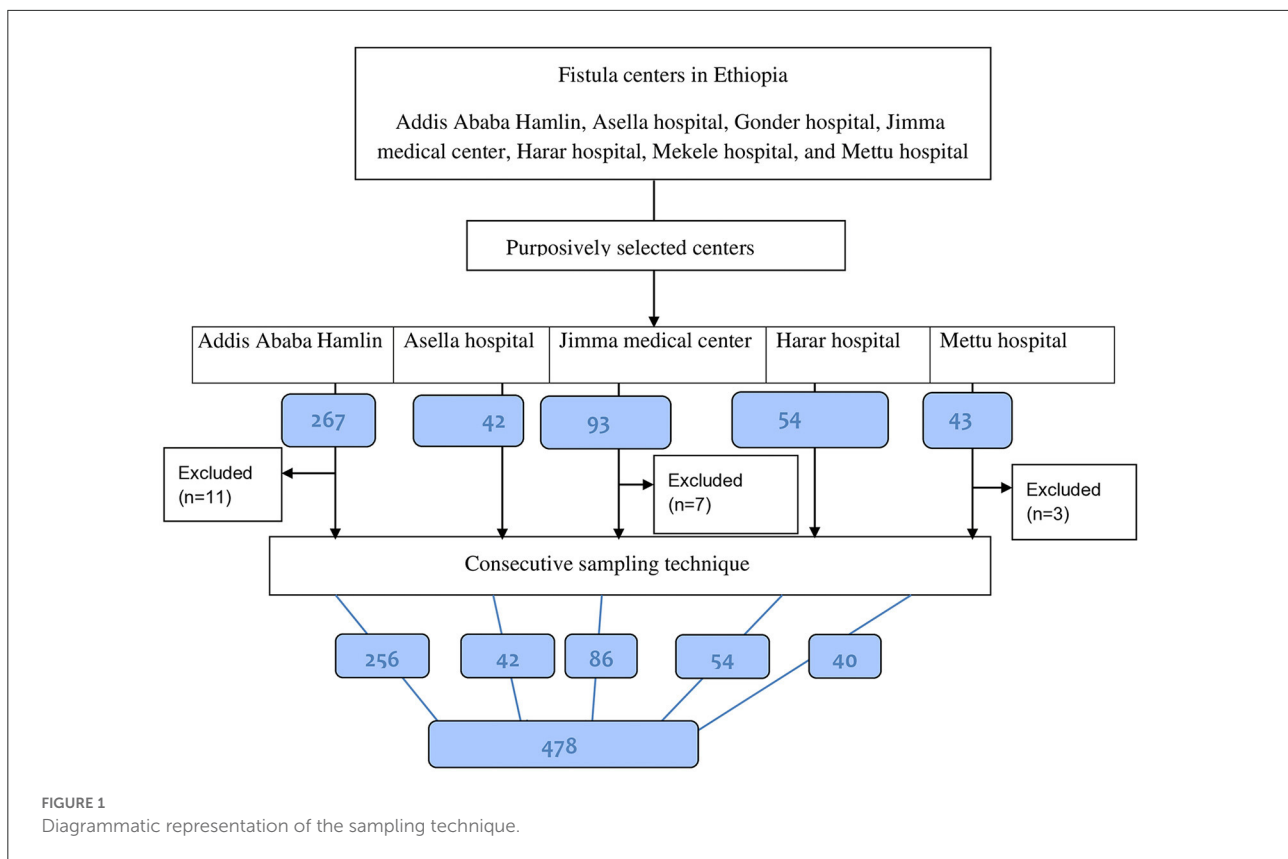 Fistula centers in Ethiopia
Addis Ababa Hamlin, Asella hospital, Gonder hospital, Jimma
medical center, Harar hospital, Mekele hospital, and Mettu hospital
Purposively selected centers
Addis Ababa Hamlin
Asella hospital
Jimma medical center
Harar hospital
Mettu hospital
267
42
93
54
43
Excluded
(n=11)
Excluded
(n=7)
Excluded
(n=3)
Consecutive sampling technique
256
42
86
54
40
478
FIGURE 1
Diagrammatic representation of the sampling technique.